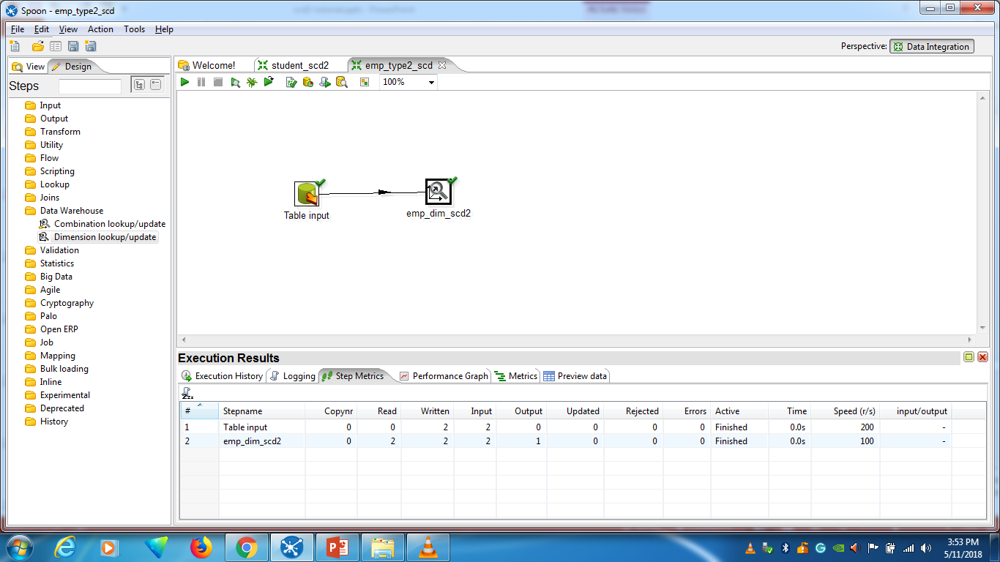 Spoon - emp_type2_scd
File Edit View Action Tools Help
Perspective: Data Integration
View Design
Welcome! student_scd2 emp_type2_scd
Steps
100%
Input
Output
Transform
Utility
Flow
Scripting
Lookup
Joins
Data Warehouse
Combination lookup/update
Dimension lookup/update
Validation
Statistics
Big Data
Agile
Cryptography
Palo
Open ERP
Job
Mapping
Bulk loading
Inline
Experimental
Deprecated
History
Table input
emp_dim_scd2
Execution Results
Execution History Logging Step Metrics Performance Graph Metrics Preview data
# Stepname Copynr Read Written Input Output Updated Rejected Errors Active Time Speed (r/s) input/output
1 Table input 0 0 2 2 0 0 0 0 Finished 0.0s 200 -
2 emp_dim_scd2 0 2 2 2 1 0 0 0 Finished 0.0s 100 -
3:53 PM
5/11/2018